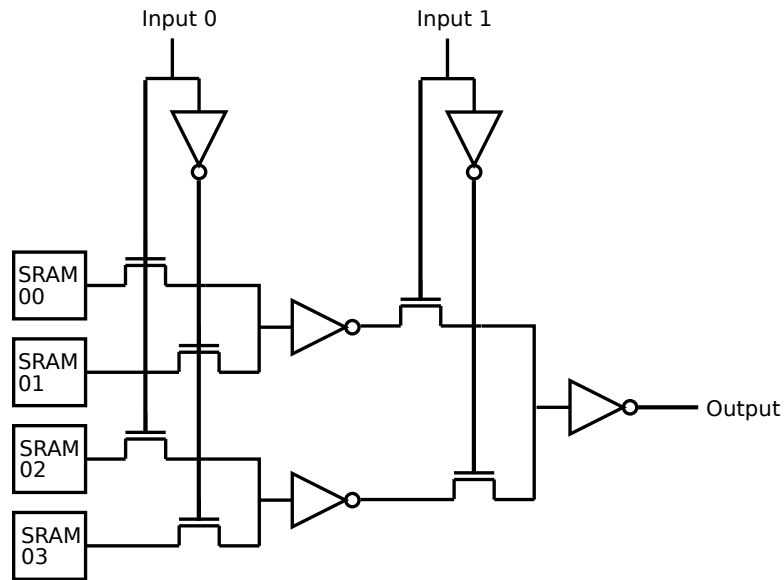 Input 0
Input 1
SRAM
00
SRAM
01
SRAM
02
SRAM
03
Output